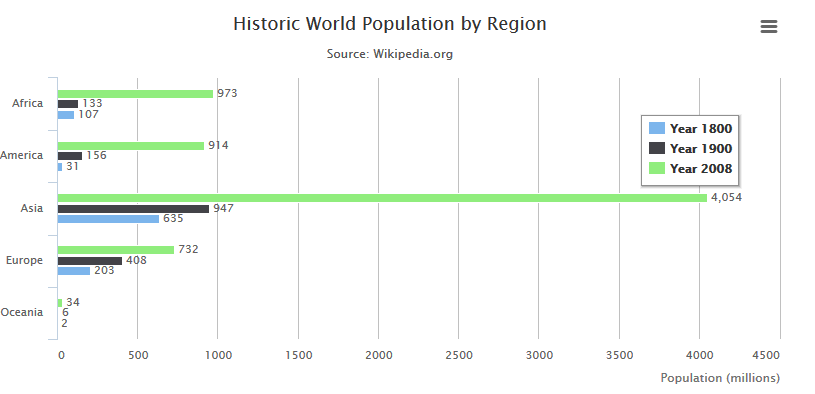 Historic World Population by Region
Source: Wikipedia.org
Africa
973
133
107
America
914
156
31
Asia
4,054
947
635
Europe
732
408
203
Oceania
34
6
2
Year 1800
Year 1900
Year 2008
0 500 1000 1500 2000 2500 3000 3500 4000 4500
Population (millions)